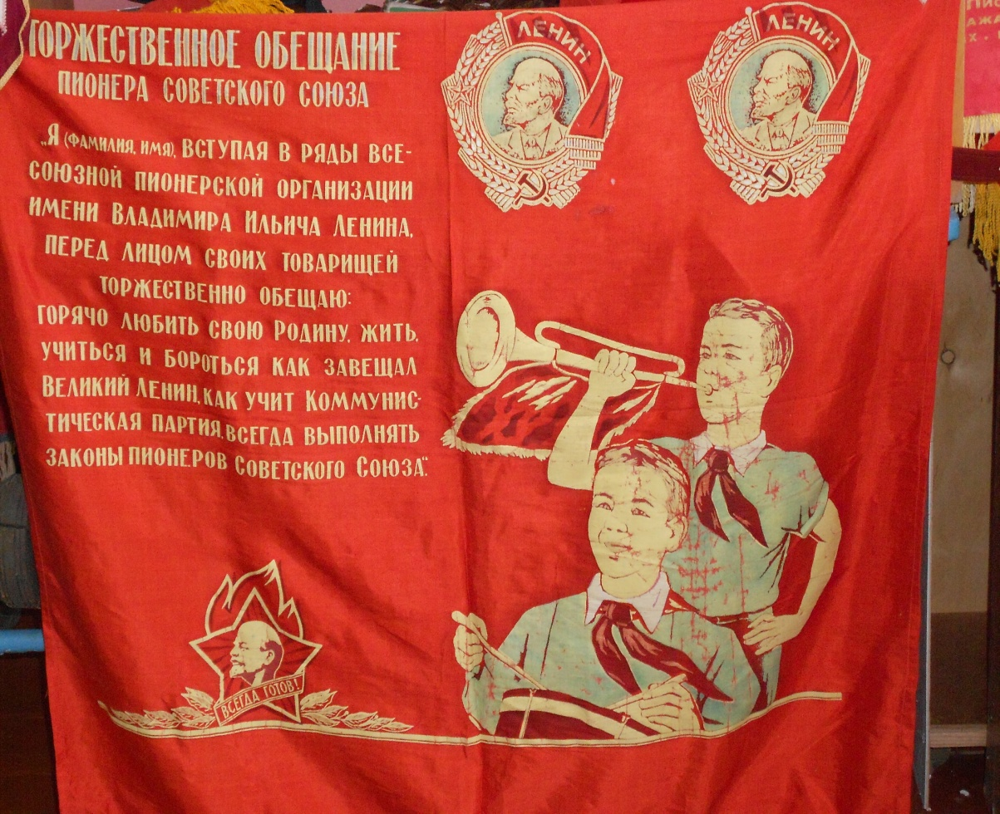 ТОРЖЕСТВЕННОЕ ОБЕЩАНИЕ
ПИОНЕРА СОВЕТСКОГО СОЮЗА
„Я (ФАМИЛИЯ, ИМЯ), ВСТУПАЯ В РЯДЫ ВСЕ-
СОЮЗНОЙ ПИОНЕРСКОЙ ОРГАНИЗАЦИИ
ИМЕНИ ВЛАДИМИРА ИЛЬИЧА ЛЕНИНА,
ПЕРЕД ЛИЦОМ СВОИХ ТОВАРИЩЕЙ
ТОРЖЕСТВЕННО ОБЕЩАЮ:
ГОРЯЧО ЛЮБИТЬ СВОЮ РОДИНУ, ЖИТЬ,
УЧИТЬСЯ И БОРОТЬСЯ КАК ЗАВЕЩАЛ
ВЕЛИКИЙ ЛЕНИН, КАК УЧИТ КОММУНИС-
ТИЧЕСКАЯ ПАРТИЯ, ВСЕГДА ВЫПОЛНЯТЬ
ЗАКОНЫ ПИОНЕРОВ СОВЕТСКОГО СОЮЗА."
ВСЕГДА ГОТОВ!
ЛЕНИН
ЛЕНИН